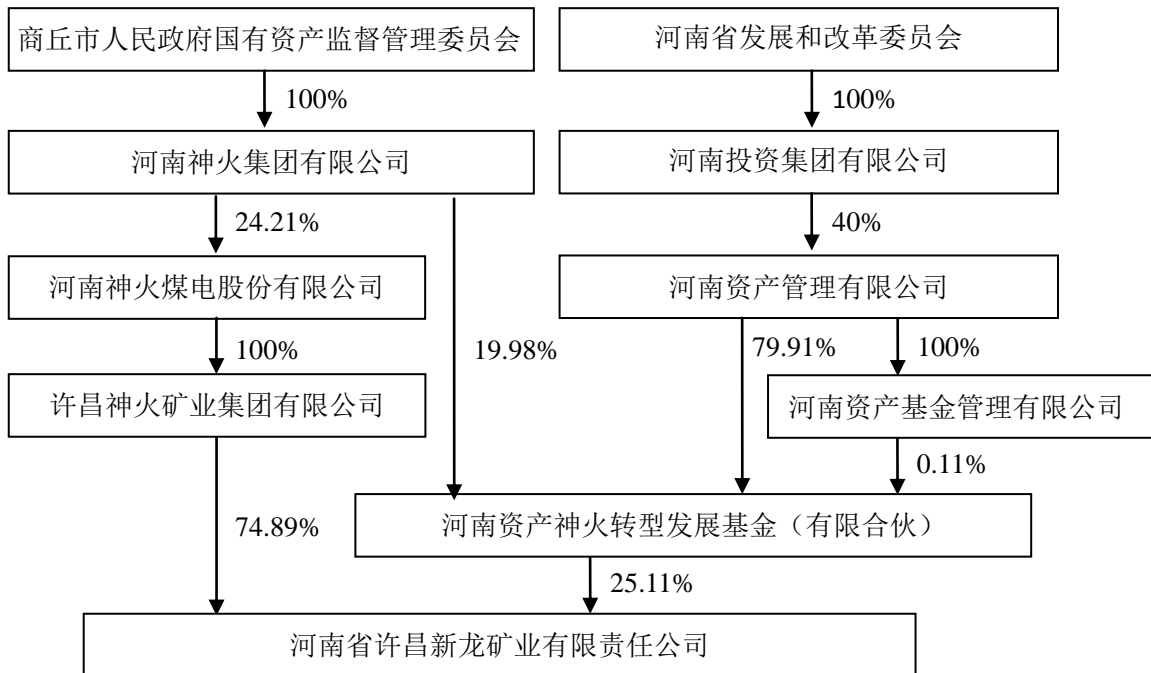 商丘市人民政府国有资产监督管理委员会
河南省发展和改革委员会
100%
100%
河南神火集团有限公司
河南投资集团有限公司
24.21%
40%
河南神火煤电股份有限公司
河南资产管理有限公司
100%
19.98%
79.91%
100%
许昌神火矿业集团有限公司
河南资产基金管理有限公司
0.11%
74.89%
河南资产神火转型发展基金（有限合伙）
25.11%
河南省许昌新龙矿业有限责任公司